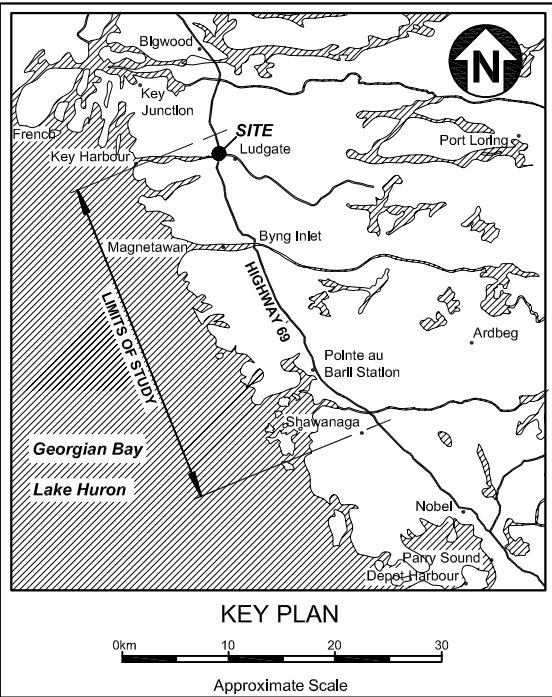 Bigwood
N
Key
Junction
French
SITE
Port Loring
Ludgate
Key Harbour
Magnetawan
Byng Inlet
HIGHWAY 69
LIMITS OF STUDY
Ardbeg
Pointe au
Baril Station
Shawanaga
Georgian Bay
Lake Huron
Nobel
Parry Sound
Depot Harbour
KEY PLAN
0km 10 20 30
Approximate Scale